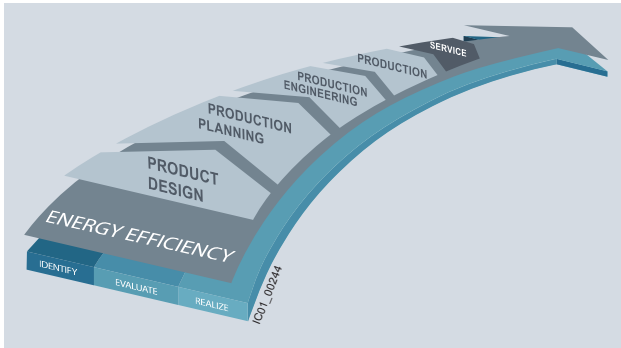 SERVICE
PRODUCTION
PRODUCTION
ENGINEERING
PRODUCTION
PLANNING
PRODUCT
DESIGN
ENERGY EFFICIENCY
IDENTIFY
EVALUATE
REALIZE
IC01_00244